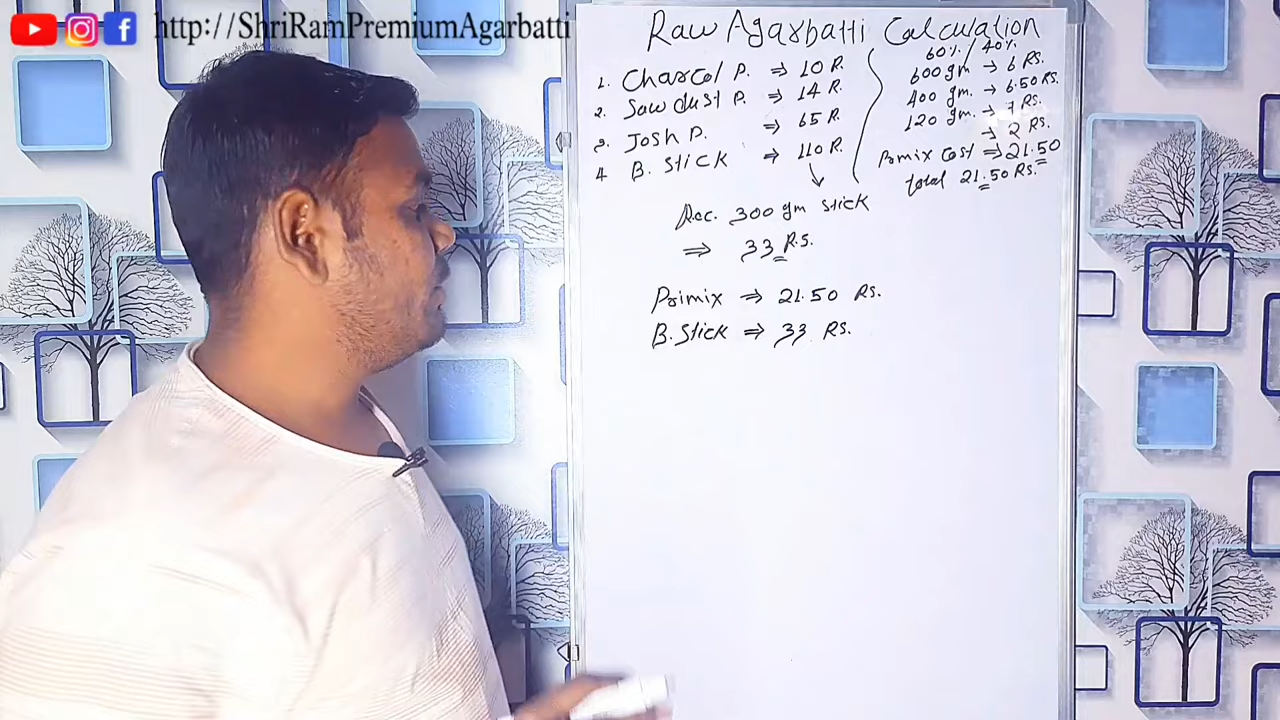 http://ShriRamPremiumAgarbatti
Raw Agarbatti Calculation
1. Charcol P. ⇒ 10 R.
2. Saw dust P. ⇒ 14 R.
3. Josh P. ⇒ 65 R.
4 B. Stick ⇒ 110 R.
60% / 40%
600 gm → 6 Rs.
400 gm. → 6.50 Rs.
120 gm. → 7 Rs.
→ 2 Rs.
Primix Cost ⇒ 21.50
total 21.50 Rs.
300 gm stick
⇒ 33 R.S.
Primix ⇒ 21.50 Rs.
B. Stick ⇒ 33 Rs.